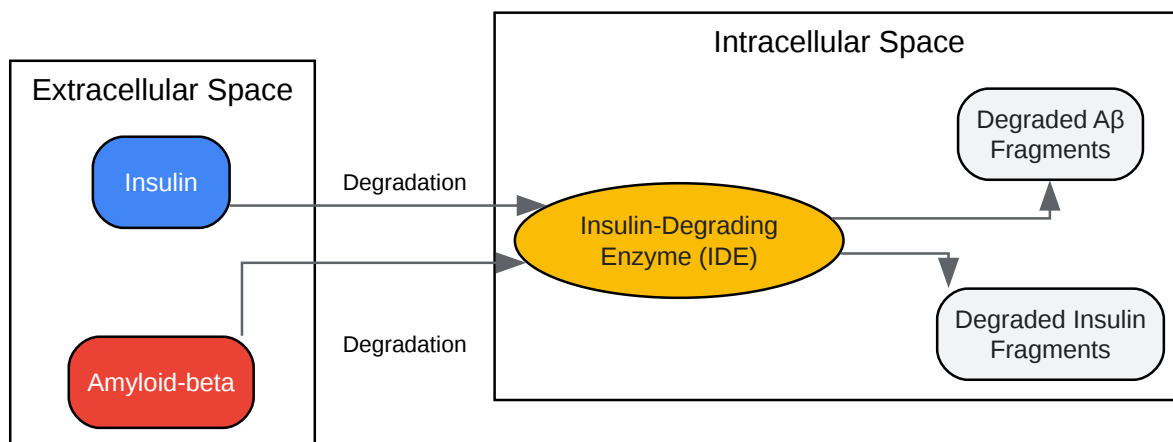 Extracellular Space
Insulin
Amyloid-beta
Degradation
Degradation
Intracellular Space
Insulin-Degrading
Enzyme (IDE)
Degraded Aβ
Fragments
Degraded Insulin
Fragments